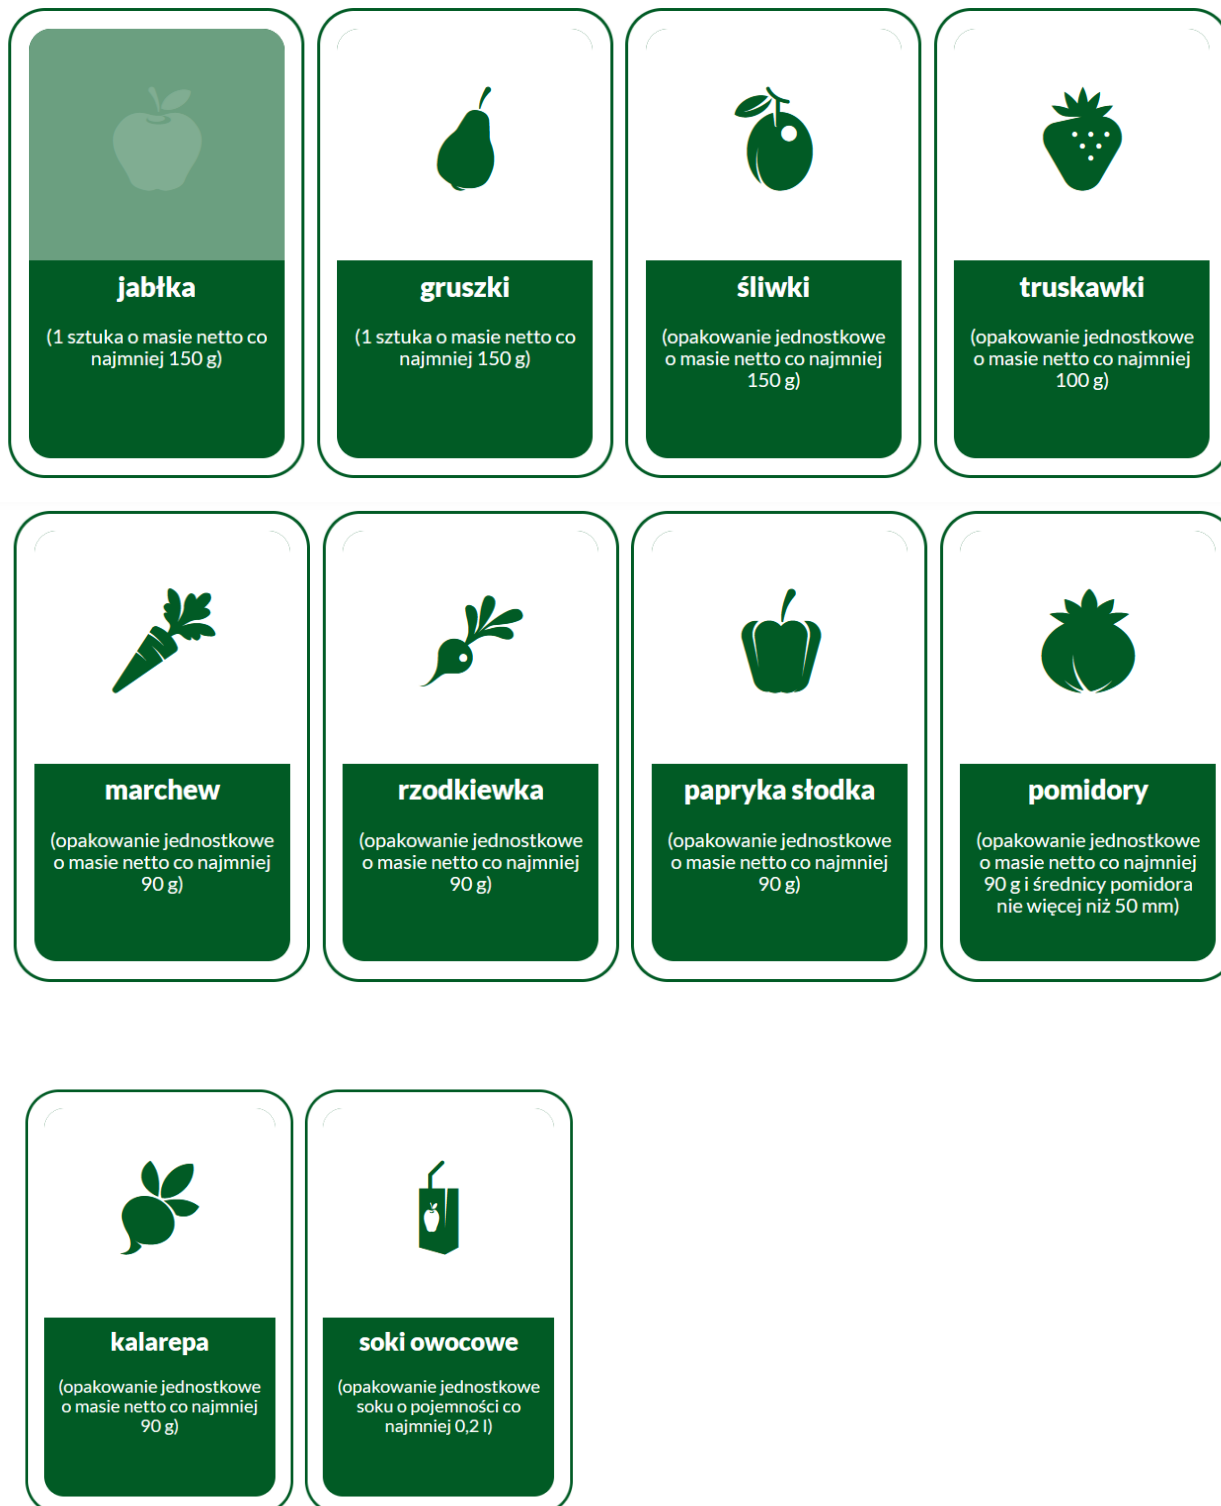 jabłka
(1 sztuka o masie netto co
najmniej 150 g)
gruszki
(1 sztuka o masie netto co
najmniej 150 g)
śliwki
(opakowanie jednostkowe
o masie netto co najmniej
150 g)
truskawki
(opakowanie jednostkowe
o masie netto co najmniej
100 g)
marchew
(opakowanie jednostkowe
o masie netto co najmniej
90 g)
rzodkiewka
(opakowanie jednostkowe
o masie netto co najmniej
90 g)
papryka słodka
(opakowanie jednostkowe
o masie netto co najmniej
90 g)
pomidory
(opakowanie jednostkowe
o masie netto co najmniej
90 g i średnicy pomidora
nie więcej niż 50 mm)
kalarepa
(opakowanie jednostkowe
o masie netto co najmniej
90 g)
soki owocowe
(opakowanie jednostkowe
soku o pojemności co
najmniej 0,2 l)